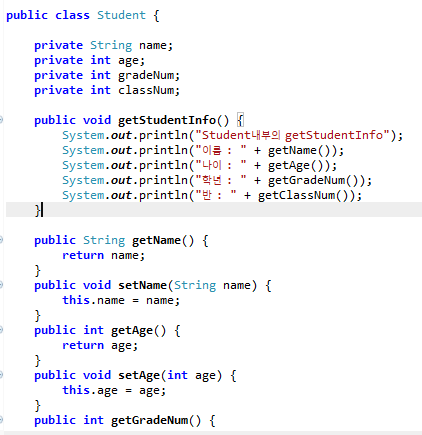 public class Student {
private String name;
private int age;
private int gradeNum;
private int classNum;
public void getStudentInfo() {
System.out.println("Student내부의 getStudentInfo");
System.out.println("이름 : " + getName());
System.out.println("나이 : " + getAge());
System.out.println("학년 : " + getGradeNum());
System.out.println("반 : " + getClassNum());
}
public String getName() {
return name;
}
public void setName(String name) {
this.name = name;
}
public int getAge() {
return age;
}
public void setAge(int age) {
this.age = age;
}
public int getGradeNum() {